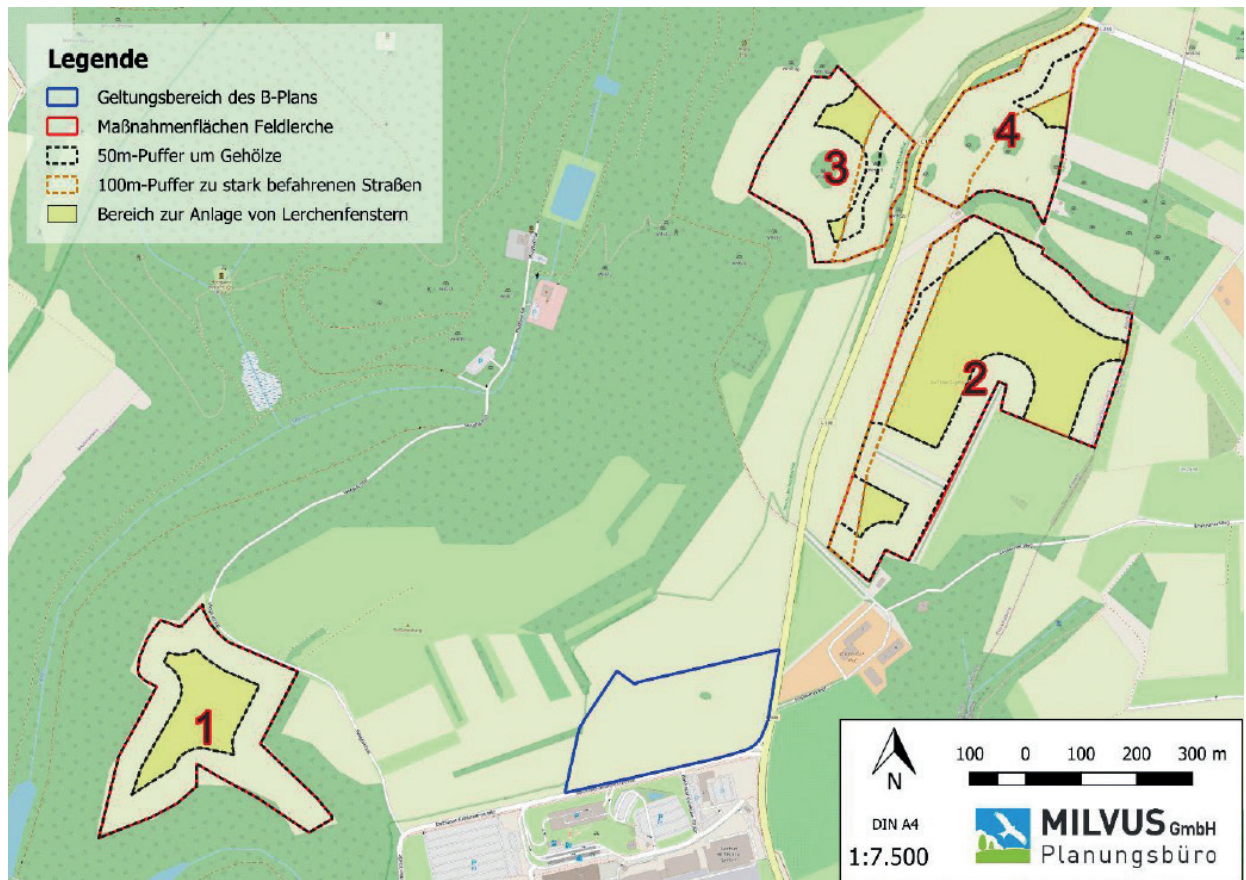 Legende
Geltungsbereich des B-Plans
Maßnahmenflächen Feldlerche
50m-Puffer um Gehölze
100m-Puffer zu stark befahrenen Straßen
Bereich zur Anlage von Lerchenfenstern
3
4
2
1
N
DIN A4
1:7.500
100 0 100 200 300 m
MILVUS GmbH
Planungsbüro